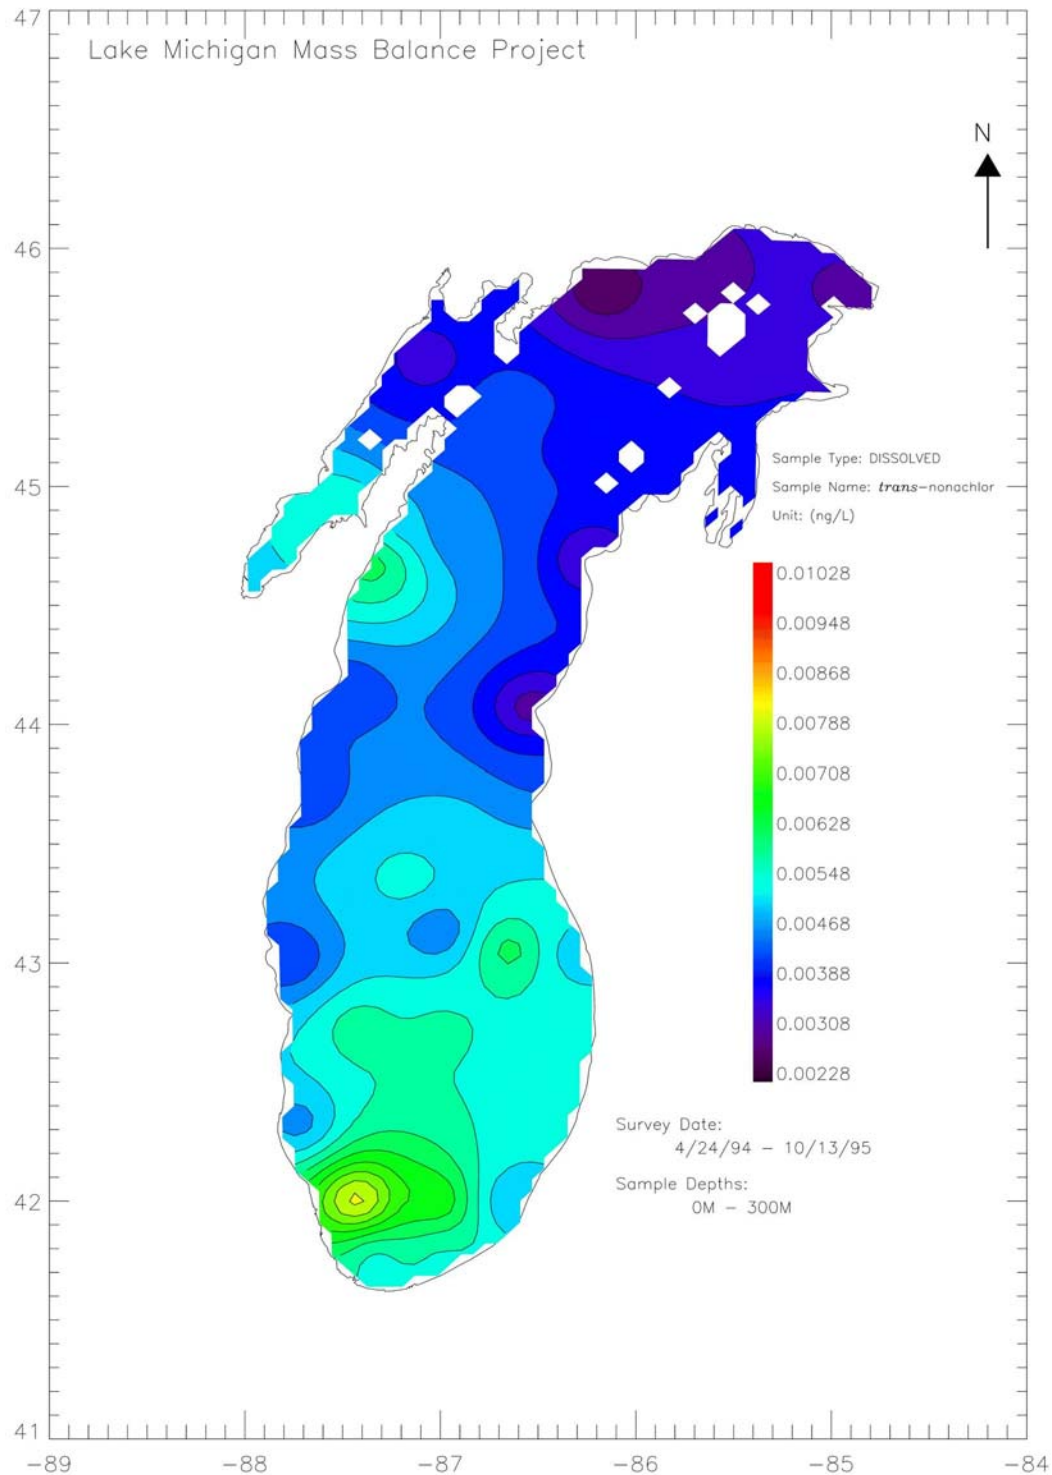 47
Lake Michigan Mass Balance Project
N
46
Sample Type: DISSOLVED
45
Sample Name: trans-nonachlor
Unit: (ng/L)
0.01028
0.00948
0.00868
44
0.00788
0.00708
0.00628
0.00548
0.00468
43
0.00388
0.00308
0.00228
Survey Date:
4/24/94 - 10/13/95
42
Sample Depths:
0M - 300M
41
-89 -88 -87 -86 -85 -84